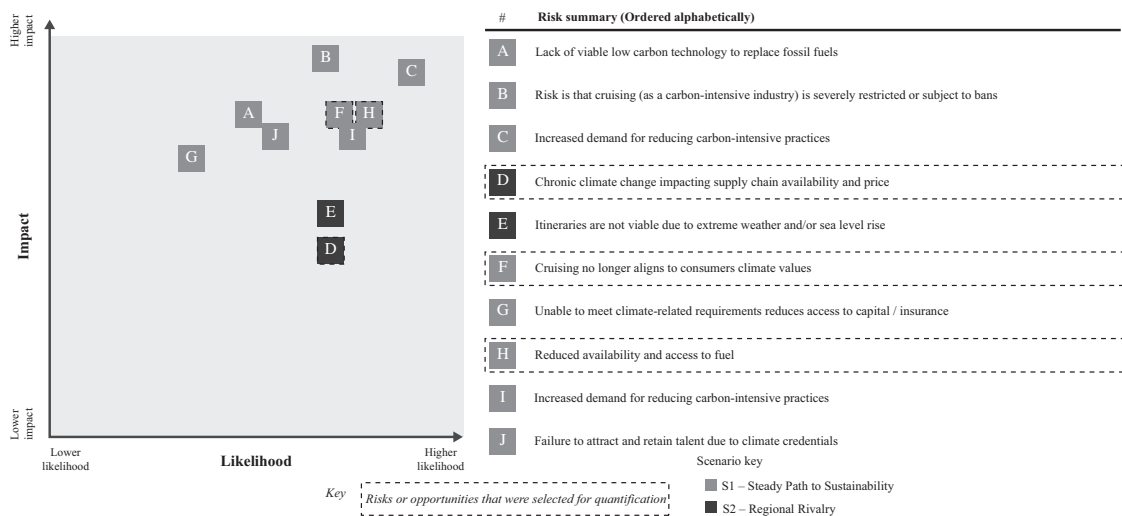 Higher
impact
Impact
Lower
impact
B
C
A
F
H
J
I
G
E
D
Lower
likelihood
Likelihood
Higher
likelihood
# Risk summary (Ordered alphabetically)
A Lack of viable low carbon technology to replace fossil fuels
B Risk is that cruising (as a carbon-intensive industry) is severely restricted or subject to bans
C Increased demand for reducing carbon-intensive practices
D Chronic climate change impacting supply chain availability and price
E Itineraries are not viable due to extreme weather and/or sea level rise
F Cruising no longer aligns to consumers climate values
G Unable to meet climate-related requirements reduces access to capital / insurance
H Reduced availability and access to fuel
I Increased demand for reducing carbon-intensive practices
J Failure to attract and retain talent due to climate credentials
Scenario key
S1 – Steady Path to Sustainability
S2 – Regional Rivalry
Key Risks or opportunities that were selected for quantification